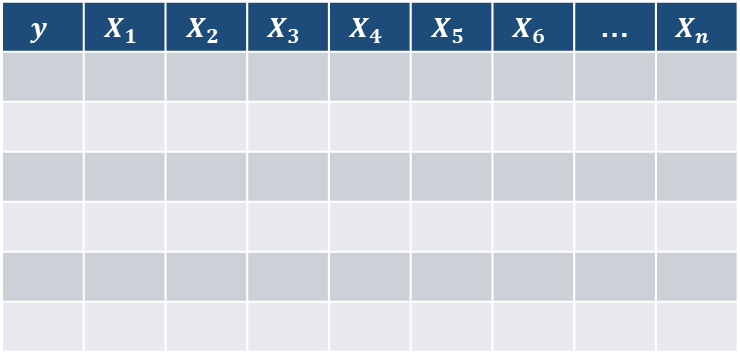 y X₁ X₂ X₃ X₄ X₅ X₆ ... Xₙ